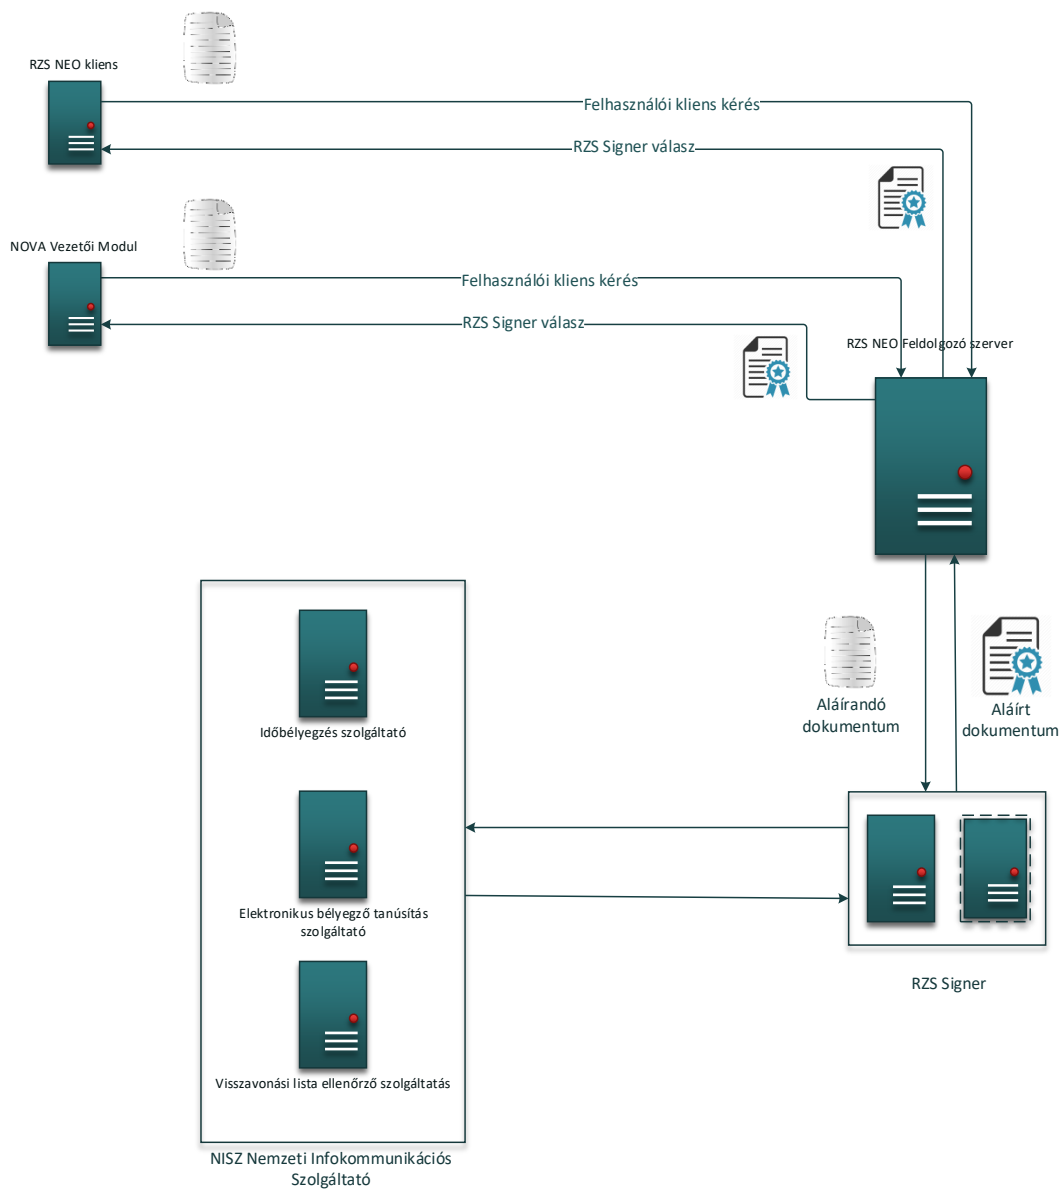 RZS NEO kliens
Felhasználói kliens kérés
RZS Signer válasz
NOVA Vezetői Modul
Felhasználói kliens kérés
RZS Signer válasz
RZS NEO Feldolgozó szerver
Időbélyegzés szolgáltató
Aláírandó
dokumentum
Aláírt
dokumentum
Elektronikus bélyegző tanúsítás
szolgáltató
RZS Signer
Visszavonási lista ellenőrző szolgáltatás
NISZ Nemzeti Infokommunikációs
Szolgáltató